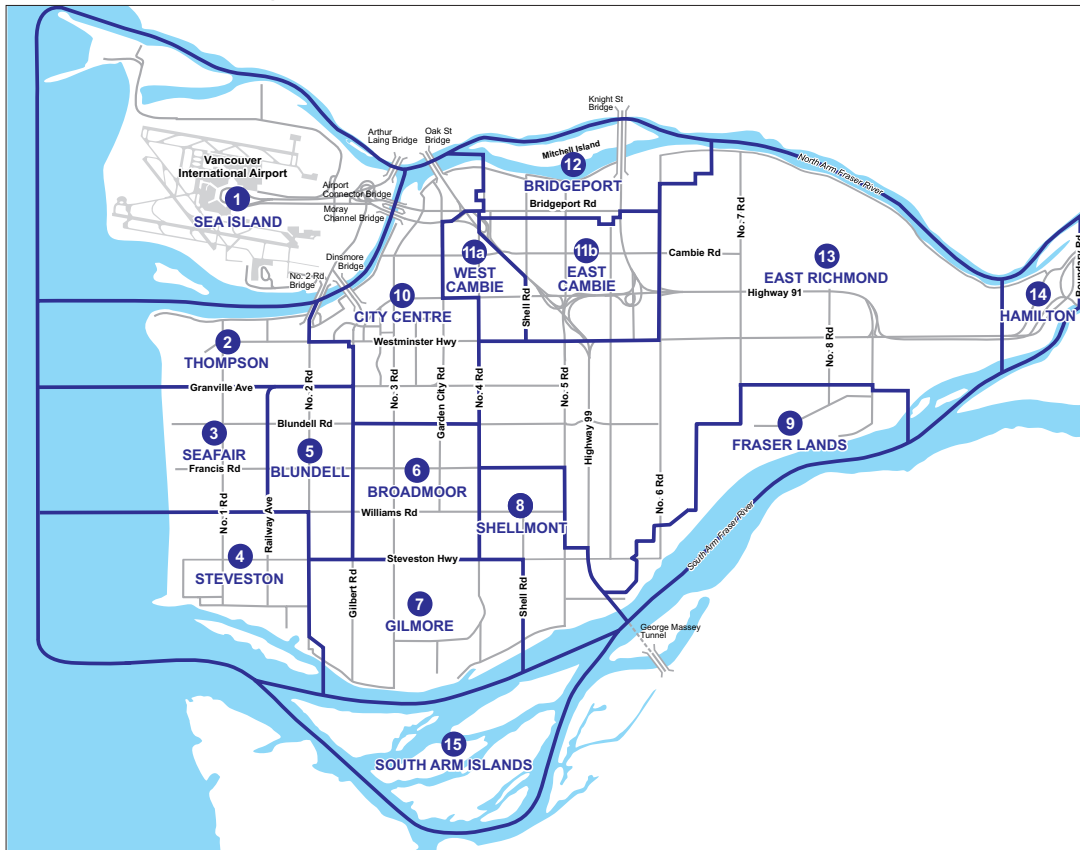 Knight St
Bridge
Arthur
Laing Bridge
Oak St
Bridge
Mitchell Island
North Arm Fraser River
Vancouver
International Airport
12
BRIDGEPORT
Bridgeport Rd
Airport
Connector Bridge
1
SEA ISLAND
Moray
Channel Bridge
No. 7 Rd
Boundary Rd
11a
WEST
CAMBIE
11b
EAST
CAMBIE
Cambie Rd
13
EAST RICHMOND
Dinsmore
Bridge
No. 2 Rd
Bridge
10
CITY CENTRE
Shell Rd
Highway 91
14
HAMILTON
2
THOMPSON
Westminster Hwy
No. 8 Rd
Granville Ave
No. 2 Rd
No. 3 Rd
Garden City Rd
No. 4 Rd
No. 5 Rd
Highway 99
3
SEAFAIR
Blundell Rd
5
BLUNDELL
9
FRASER LANDS
Francis Rd
6
BROADMOOR
No. 1 Rd
Railway Ave
Williams Rd
8
SHELLMONT
No. 6 Rd
4
STEVESTON
Steveston Hwy
South Arm Fraser River
Gilbert Rd
7
GILMORE
Shell Rd
George Massey
Tunnel
15
SOUTH ARM ISLANDS